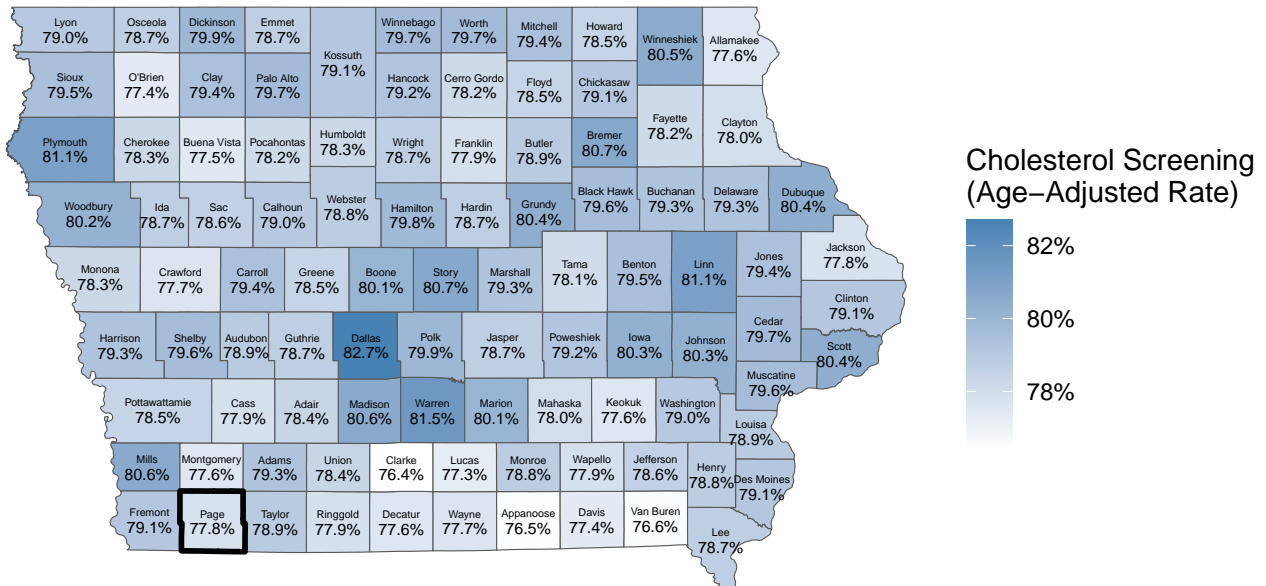 Lyon
79.0%
Osceola
78.7%
Dickinson
79.9%
Emmet
78.7%
Kossuth
79.1%
Winnebago
79.7%
Worth
79.7%
Mitchell
79.4%
Howard
78.5%
Winneshiek
80.5%
Allamakee
77.6%
Sioux
79.5%
O'Brien
77.4%
Clay
79.4%
Palo Alto
79.7%
Hancock
79.2%
Cerro Gordo
78.2%
Floyd
78.5%
Chickasaw
79.1%
Fayette
78.2%
Clayton
78.0%
Plymouth
81.1%
Cherokee
78.3%
Buena Vista
77.5%
Pocahontas
78.2%
Humboldt
78.3%
Wright
78.7%
Franklin
77.9%
Butler
78.9%
Bremer
80.7%
Woodbury
80.2%
Ida
78.7%
Sac
78.6%
Calhoun
79.0%
Webster
78.8%
Hamilton
79.8%
Hardin
78.7%
Grundy
80.4%
Black Hawk
79.6%
Buchanan
79.3%
Delaware
79.3%
Dubuque
80.4%
Monona
78.3%
Crawford
77.7%
Carroll
79.4%
Greene
78.5%
Boone
80.1%
Story
80.7%
Marshall
79.3%
Tama
78.1%
Benton
79.5%
Linn
81.1%
Jones
79.4%
Jackson
77.8%
Clinton
79.1%
Harrison
79.3%
Shelby
79.6%
Audubon
78.9%
Guthrie
78.7%
Dallas
82.7%
Polk
79.9%
Jasper
78.7%
Poweshiek
79.2%
Iowa
80.3%
Johnson
80.3%
Cedar
79.7%
Scott
80.4%
Muscatine
79.6%
Pottawattamie
78.5%
Cass
77.9%
Adair
78.4%
Madison
80.6%
Warren
81.5%
Marion
80.1%
Mahaska
78.0%
Keokuk
77.6%
Washington
79.0%
Louisa
78.9%
Mills
80.6%
Montgomery
77.6%
Adams
79.3%
Union
78.4%
Clarke
76.4%
Lucas
77.3%
Monroe
78.8%
Wapello
77.9%
Jefferson
78.6%
Henry
78.8%
Des Moines
79.1%
Fremont
79.1%
Page
77.8%
Taylor
78.9%
Ringgold
77.9%
Decatur
77.6%
Wayne
77.7%
Appanoose
76.5%
Davis
77.4%
Van Buren
76.6%
Lee
78.7%
Cholesterol Screening
(Age−Adjusted Rate)
82%
80%
78%